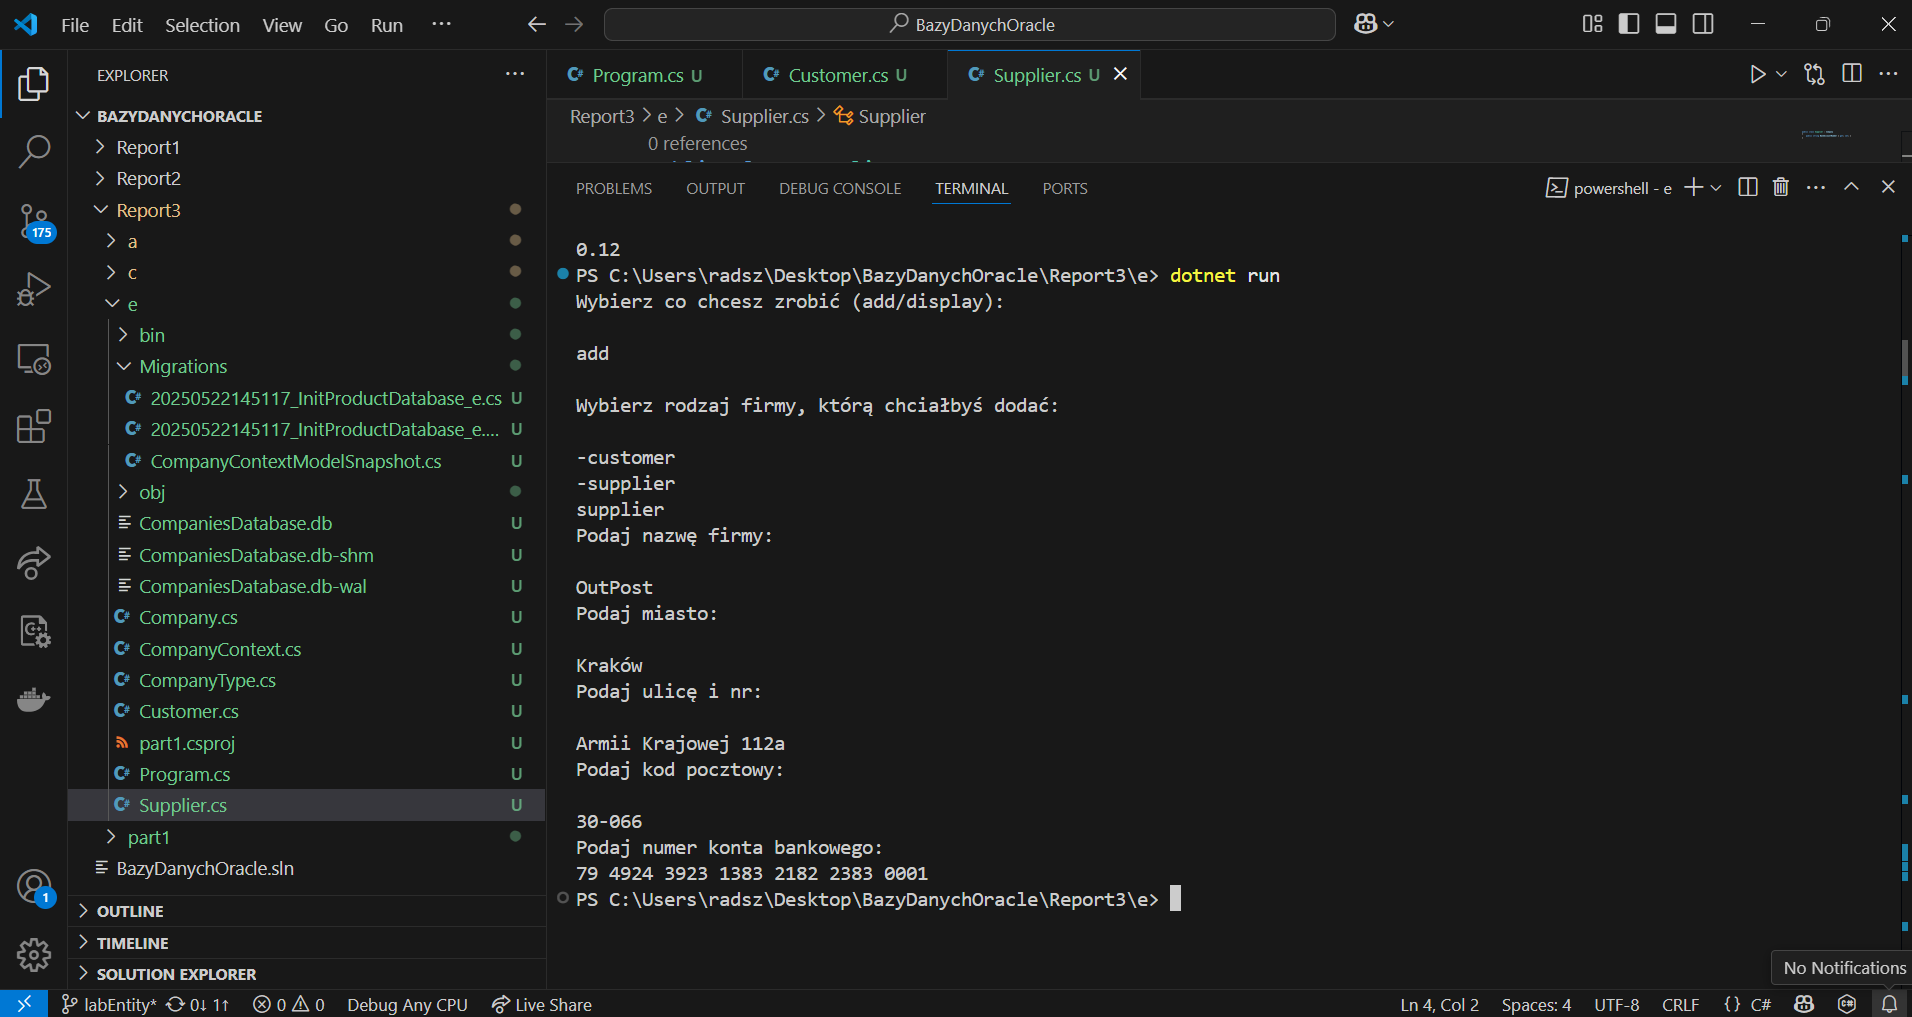 File Edit Selection View Go Run ··· BazyDanychOracle
EXPLORER ···
BAZYDANYCHORACLE
Report1
Report2
Report3
a
c
e
bin
Migrations
C# 20250522145117_InitProductDatabase_e.cs U
C# 20250522145117_InitProductDatabase_e.... U
C# CompanyContextModelSnapshot.cs U
obj
CompaniesDatabase.db U
CompaniesDatabase.db-shm U
CompaniesDatabase.db-wal U
C# Company.cs U
C# CompanyContext.cs U
C# CompanyType.cs U
C# Customer.cs U
part1.csproj U
C# Program.cs U
C# Supplier.cs U
part1
BazyDanychOracle.sln
OUTLINE
TIMELINE
SOLUTION EXPLORER
175
1
C# Program.cs U C# Customer.cs U C# Supplier.cs U
Report3 > e > C# Supplier.cs > Supplier
0 references
PROBLEMS OUTPUT DEBUG CONSOLE TERMINAL PORTS powershell - e
0.12
PS C:\Users\radsz\Desktop\BazyDanychOracle\Report3\e> dotnet run
Wybierz co chcesz zrobić (add/display):
add
Wybierz rodzaj firmy, którą chciałbyś dodać:
-customer
-supplier
supplier
Podaj nazwę firmy:
OutPost
Podaj miasto:
Kraków
Podaj ulicę i nr:
Armii Krajowej 112a
Podaj kod pocztowy:
30-066
Podaj numer konta bankowego:
79 4924 3923 1383 2182 2383 0001
PS C:\Users\radsz\Desktop\BazyDanychOracle\Report3\e>
No Notifications
labEntity* 0↓ 1↑ 0 0 Debug Any CPU Live Share Ln 4, Col 2 Spaces: 4 UTF-8 CRLF {} C#